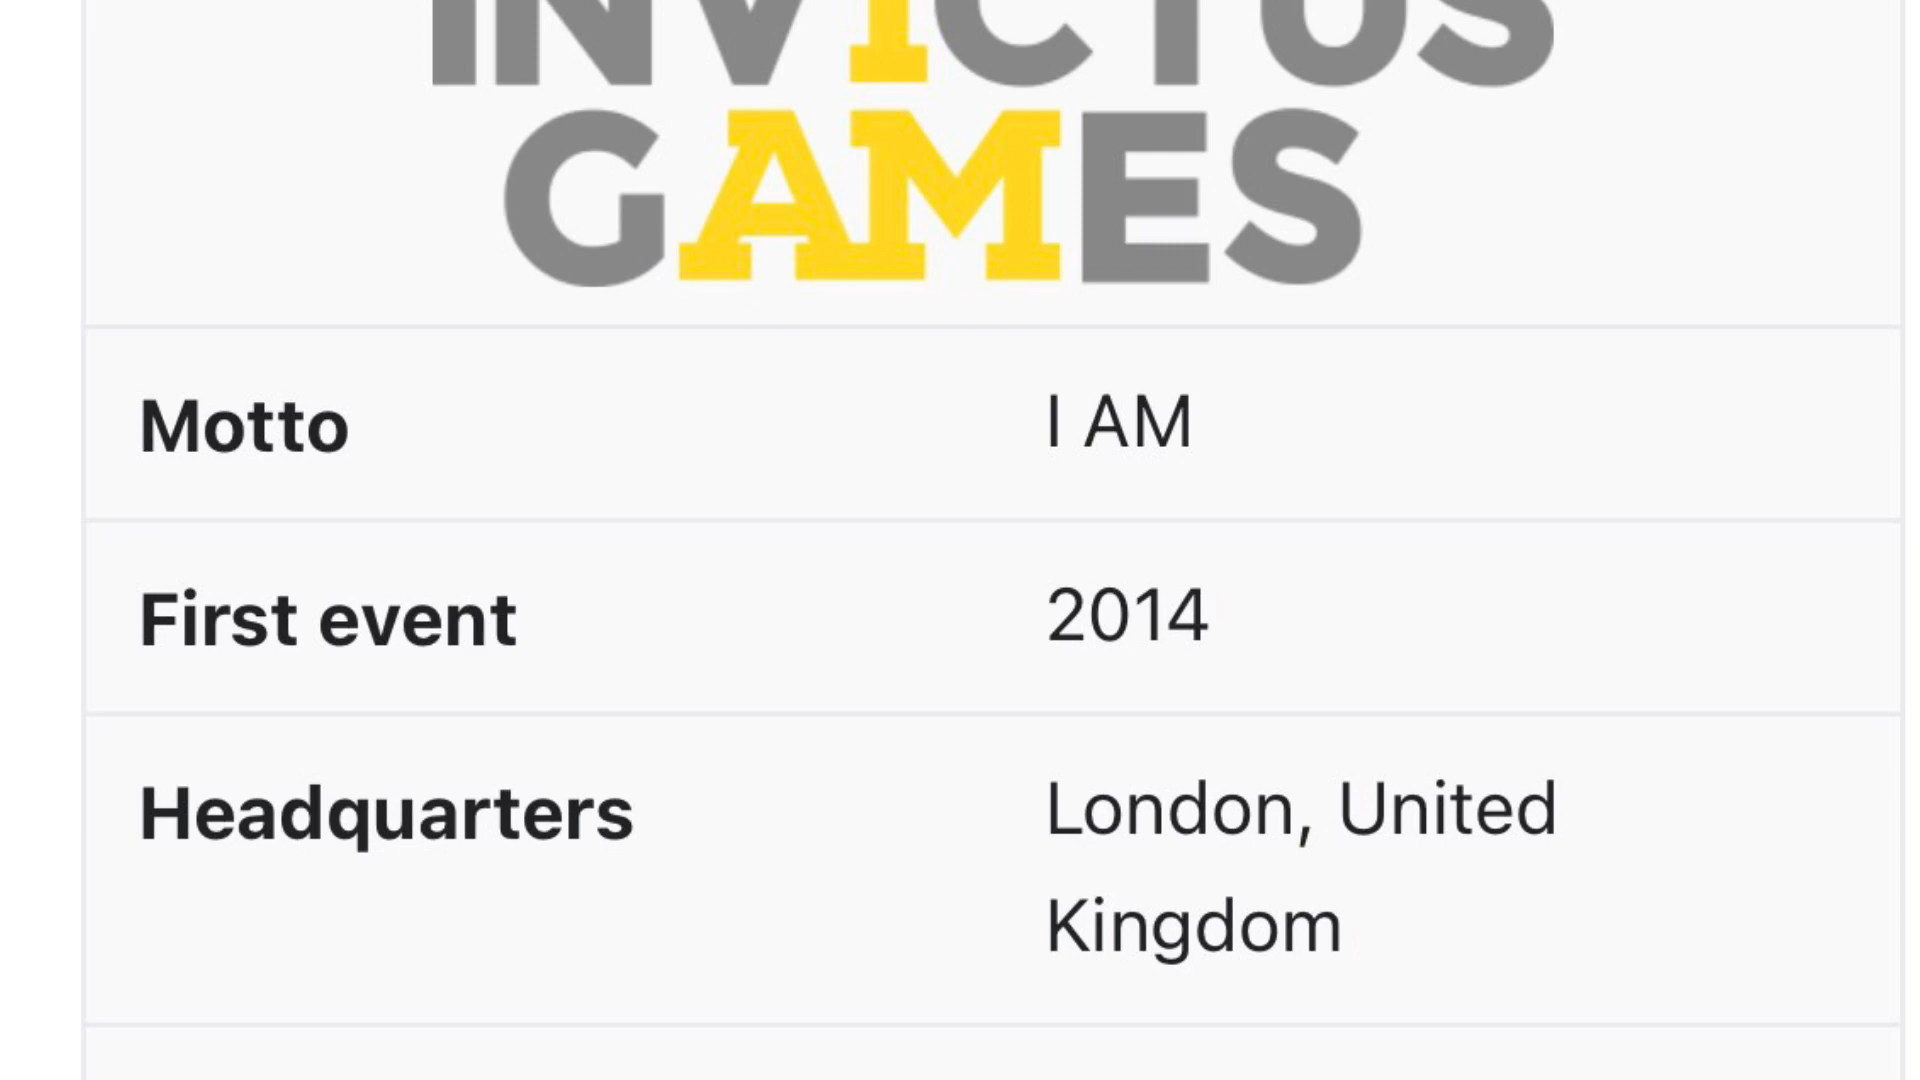 INVICTUS
GAMES
Motto
I AM
First event
2014
Headquarters
London, United
Kingdom